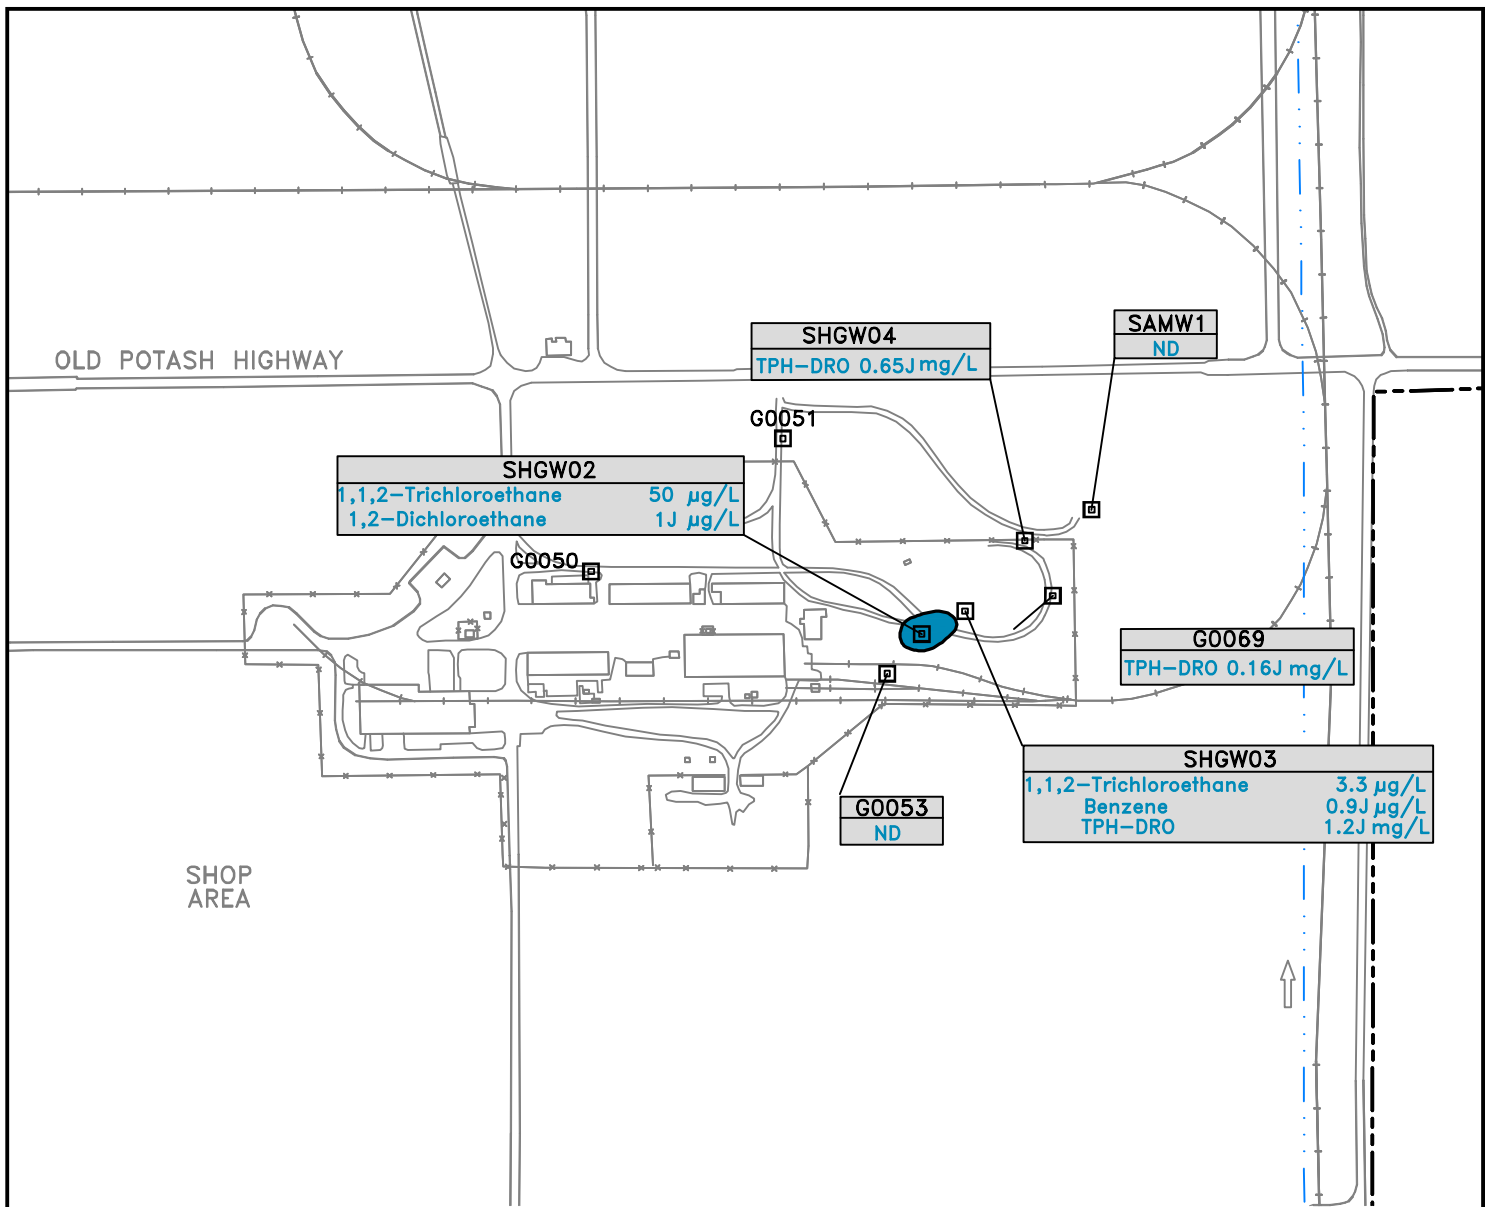 SAMW1
ND
SHGW04
TPH-DRO 0.65J mg/L
OLD POTASH HIGHWAY
G0051
SHGW02
1,1,2-Trichloroethane 50 µg/L
1,2-Dichloroethane 1J µg/L
G0050
G0069
TPH-DRO 0.16J mg/L
SHGW03
1,1,2-Trichloroethane 3.3 µg/L
Benzene 0.9J µg/L
TPH-DRO 1.2J mg/L
G0053
ND
SHOP
AREA